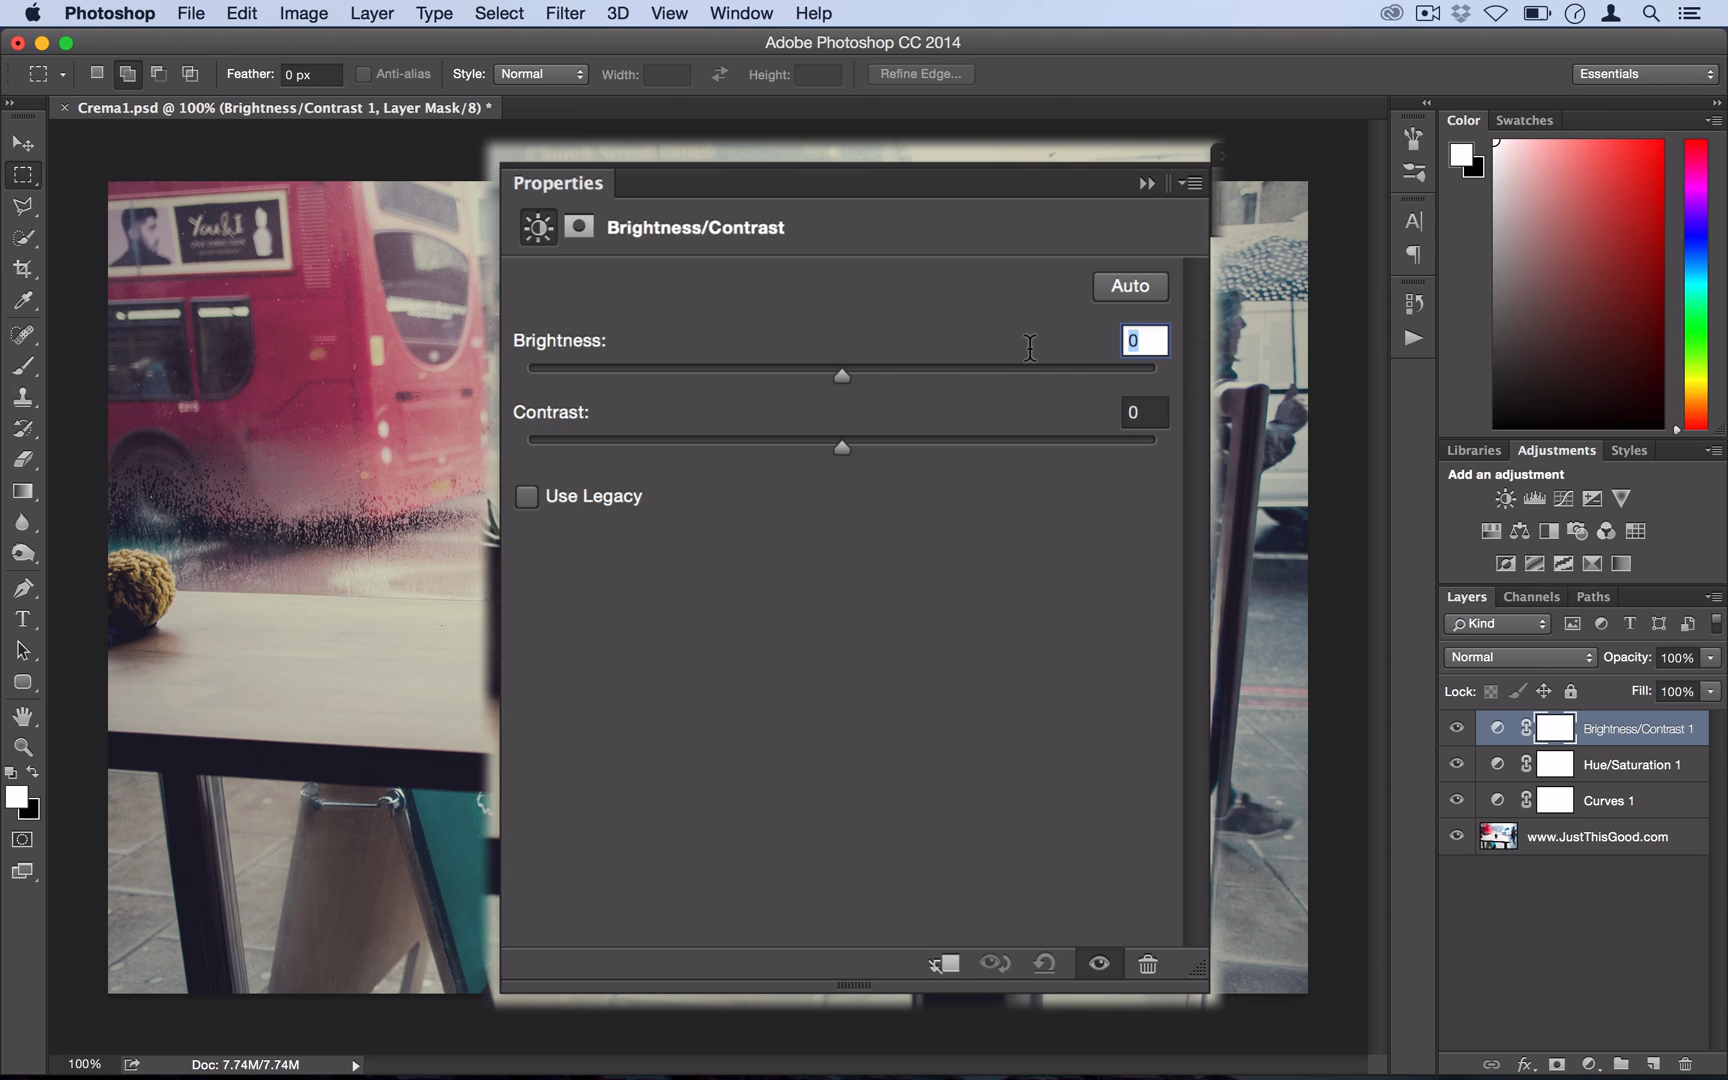 Photoshop File Edit Image Layer Type Select Filter 3D View Window Help
Adobe Photoshop CC 2014
Feather: 0 px Anti-alias Style: Normal Width: Height: Refine Edge... Essentials
× Crema1.psd @ 100% (Brightness/Contrast 1, Layer Mask/8) *
Color Swatches
Properties
You&I
Brightness/Contrast
Auto
Brightness: 0
Contrast: 0
Use Legacy
Libraries Adjustments Styles
Add an adjustment
Layers Channels Paths
Kind
Normal Opacity: 100%
Lock: Fill: 100%
Brightness/Contrast 1
Hue/Saturation 1
Curves 1
www.JustThisGood.com
100% Doc: 7.74M/7.74M